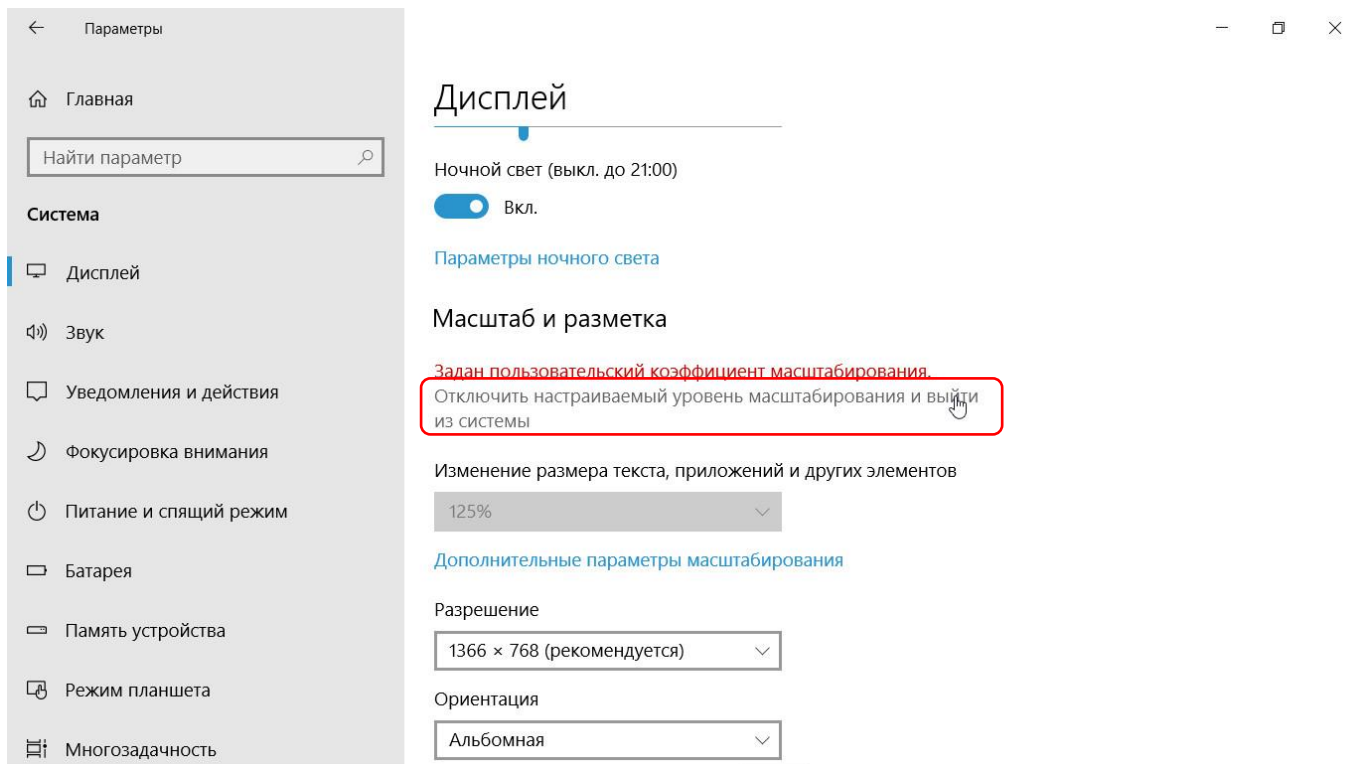 Параметры
Главная
Найти параметр
Система
Дисплей
Звук
Уведомления и действия
Фокусировка внимания
Питание и спящий режим
Батарея
Память устройства
Режим планшета
Многозадачность
Дисплей
Ночной свет (выкл. до 21:00)
Вкл.
Параметры ночного света
Масштаб и разметка
Задан пользовательский коэффициент масштабирования.
Отключить настраиваемый уровень масштабирования и выйти
из системы
Изменение размера текста, приложений и других элементов
125%
Дополнительные параметры масштабирования
Разрешение
1366 × 768 (рекомендуется)
Ориентация
Альбомная